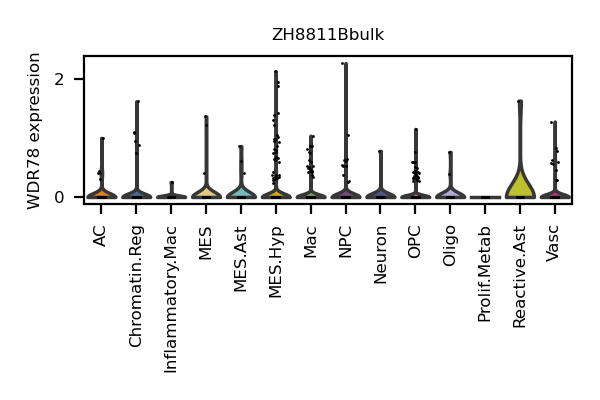 ZH8811Bbulk
WDR78 expression
2
0
AC
Chromatin.Reg
Inflammatory.Mac
MES
MES.Ast
MES.Hyp
Mac
NPC
Neuron
OPC
Oligo
Prolif.Metab
Reactive.Ast
Vasc